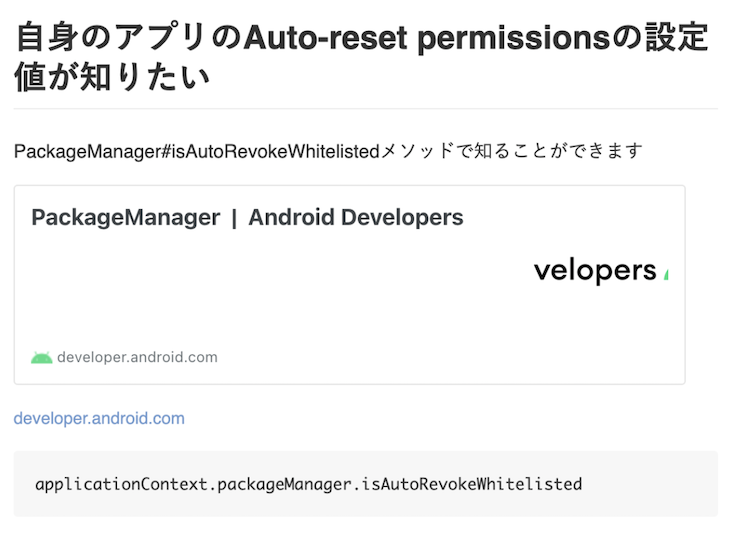 自身のアプリのAuto-reset permissionsの設定
値が知りたい
PackageManager#isAutoRevokeWhitelistedメソッドで知ることができます
PackageManager | Android Developers
velopers
developer.android.com
developer.android.com
applicationContext.packageManager.isAutoRevokeWhitelisted